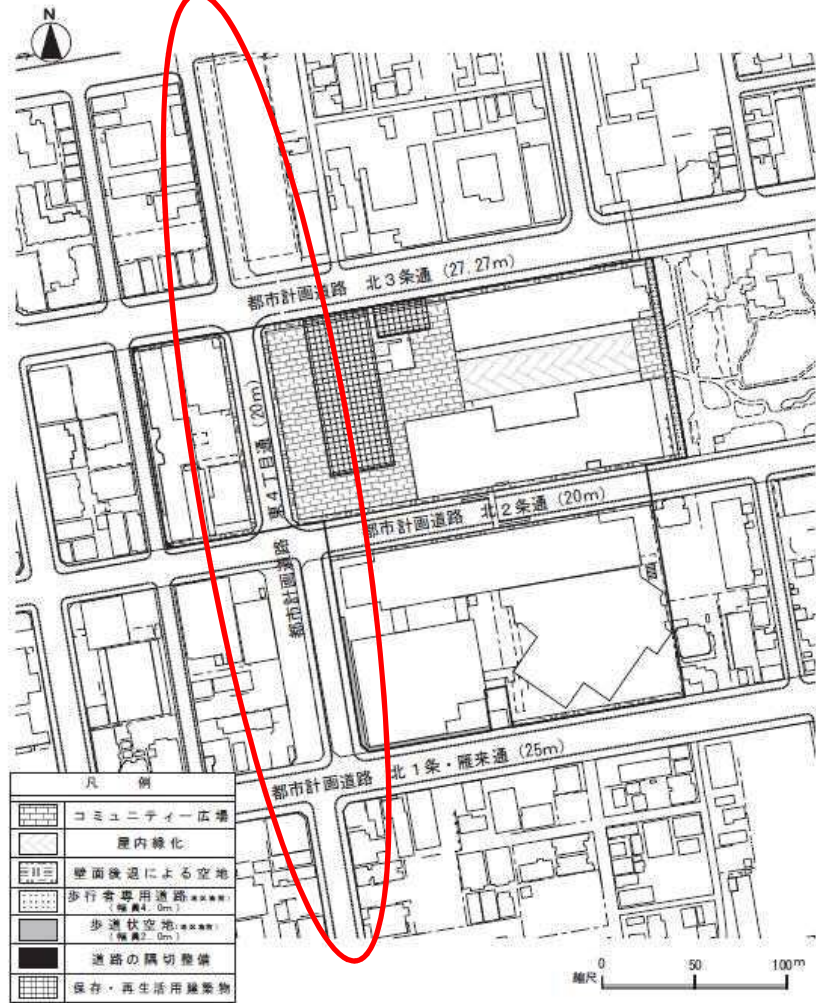 N
都市計画道路 北3条通 (27.27m)
東4丁目通 (20m)
都市計画道路 北2条通 (20m)
都市計画道路
都市計画道路 北1条・雁来通 (25m)
凡 例
コミュニティー広場
屋内緑化
壁面後退による空地
歩行者専用道路
(幅員4.0m)
歩道状空地
(幅員2.0m)
道路の隅切整備
保存・再生活用建築物
縮尺
0 100m